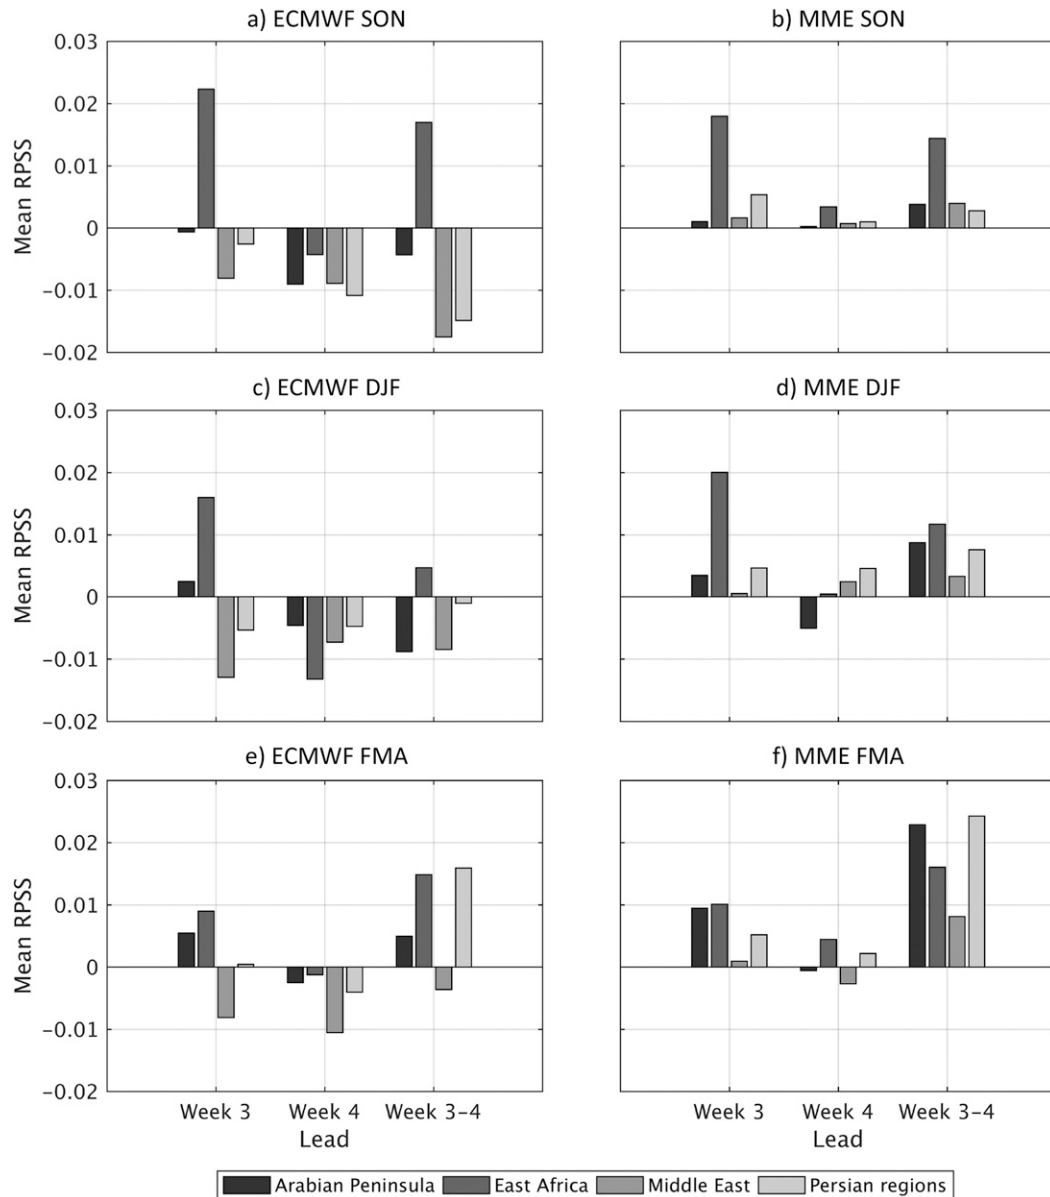 a) ECMWF SON
b) MME SON
0.03
0.02
0.01
0
−0.01
−0.02
Mean RPSS
c) ECMWF DJF
d) MME DJF
0.03
0.02
0.01
0
−0.01
−0.02
Mean RPSS
e) ECMWF FMA
f) MME FMA
0.03
0.02
0.01
0
−0.01
−0.02
Mean RPSS
Week 3 Week 4 Week 3−4
Lead
Week 3 Week 4 Week 3−4
Lead
Arabian Peninsula East Africa Middle East Persian regions